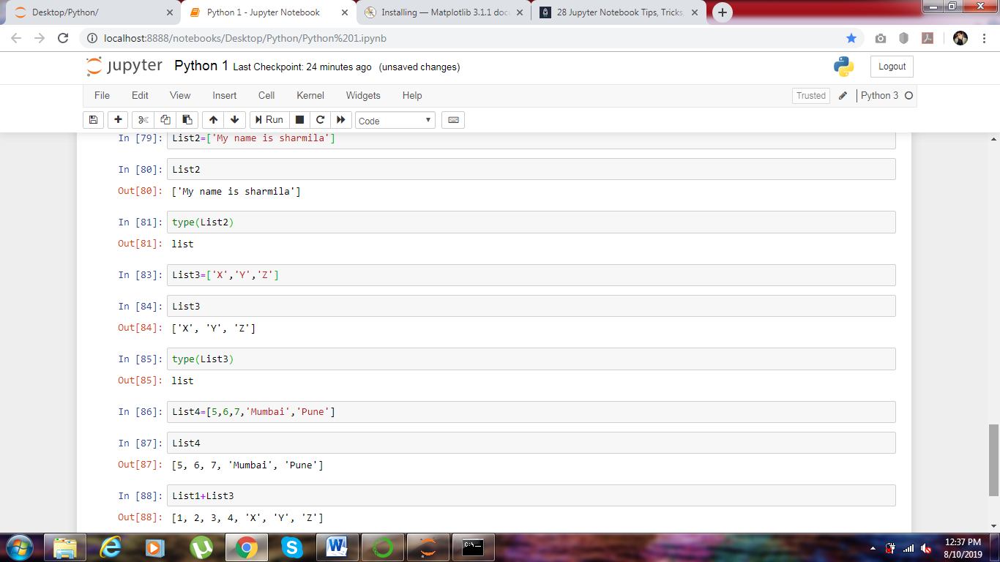 Desktop/Python/
Python 1 - Jupyter Notebook
Installing — Matplotlib 3.1.1 doc
28 Jupyter Notebook Tips, Tricks,
localhost:8888/notebooks/Desktop/Python/Python%201.ipynb
jupyter Python 1 Last Checkpoint: 24 minutes ago (unsaved changes)
Logout
File Edit View Insert Cell Kernel Widgets Help
Trusted
Python 3
Run
Code
In [79]: List2=['My name is sharmila']
In [80]: List2
Out[80]: ['My name is sharmila']
In [81]: type(List2)
Out[81]: list
In [83]: List3=['X','Y','Z']
In [84]: List3
Out[84]: ['X', 'Y', 'Z']
In [85]: type(List3)
Out[85]: list
In [86]: List4=[5,6,7,'Mumbai','Pune']
In [87]: List4
Out[87]: [5, 6, 7, 'Mumbai', 'Pune']
In [88]: List1+List3
Out[88]: [1, 2, 3, 4, 'X', 'Y', 'Z']
12:37 PM
8/10/2019